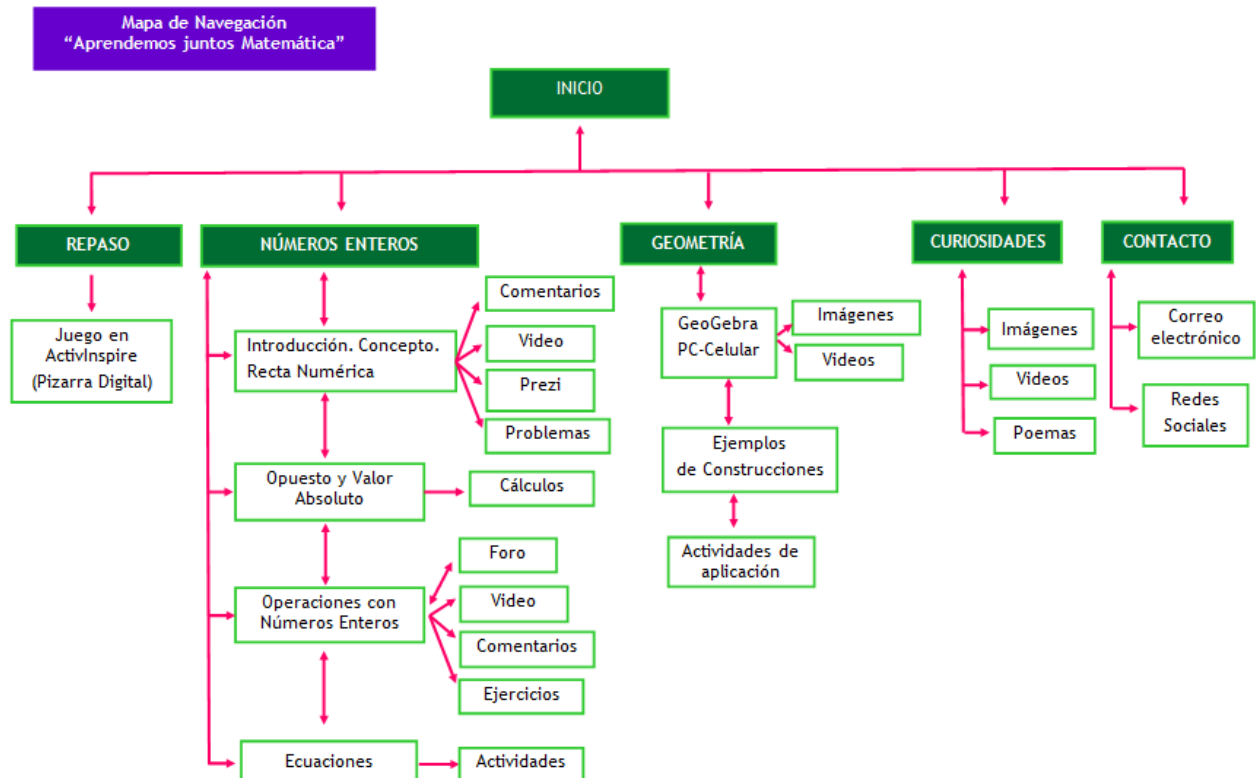 Mapa de Navegación
“Aprendemos juntos Matemática”
INICIO
REPASO
Juego en
ActivInspire
(Pizarra Digital)
NÚMEROS ENTEROS
Introducción. Concepto.
Recta Numérica
Comentarios
Video
Prezi
Problemas
Opuesto y Valor
Absoluto
Cálculos
Operaciones con
Números Enteros
Foro
Video
Comentarios
Ejercicios
Ecuaciones
Actividades
GEOMETRÍA
GeoGebra
PC-Celular
Imágenes
Videos
Ejemplos
de Construcciones
Actividades de
aplicación
CURIOSIDADES
Imágenes
Videos
Poemas
CONTACTO
Correo
electrónico
Redes
Sociales